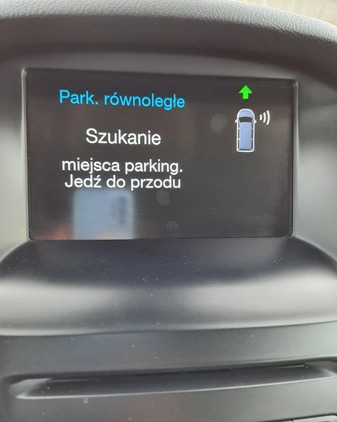 Park. równoległe
Szukanie
miejsca parking.
Jedź do przodu